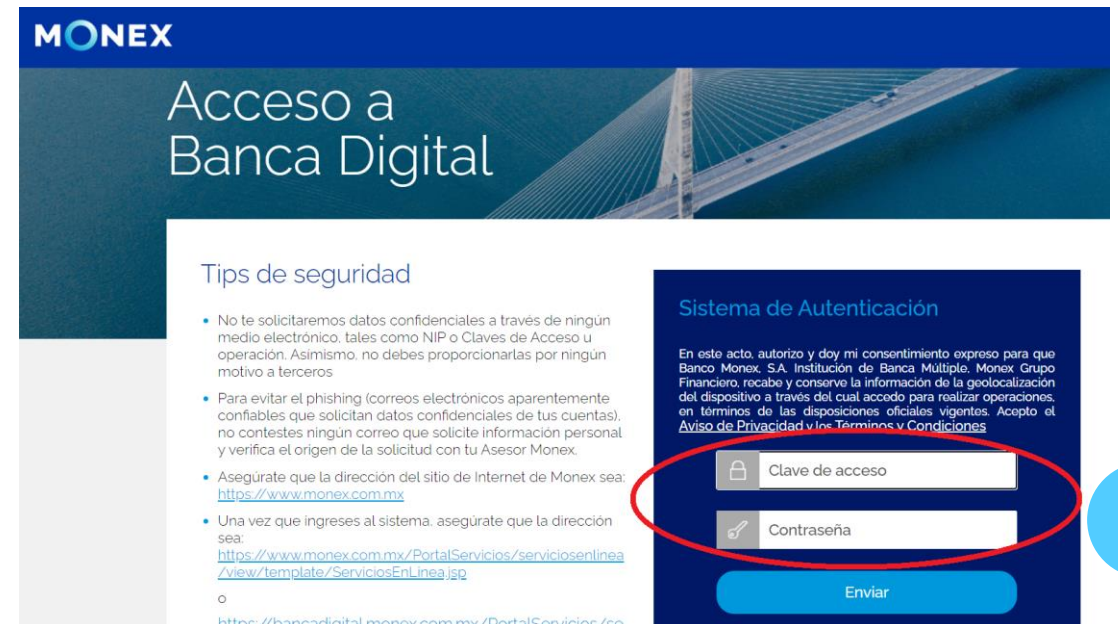 MONEX
Acceso a
Banca Digital
Tips de seguridad
• No te solicitaremos datos confidenciales a través de ningún
medio electrónico, tales como NIP o Claves de Acceso u
operación. Asimismo, no debes proporcionarlas por ningún
motivo a terceros
• Para evitar el phishing (correos electrónicos aparentemente
confiables que solicitan datos confidenciales de tus cuentas),
no contestes ningún correo que solicite información personal
y verifica el origen de la solicitud con tu Asesor Monex.
• Asegúrate que la dirección del sitio de Internet de Monex sea:
https://www.monex.com.mx
• Una vez que ingreses al sistema, asegúrate que la dirección
sea:
https://www.monex.com.mx/PortalServicios/serviciosenlinea
/view/template/ServiciosEnLinea.jsp
o
https://bancadigital.monex.com.mx/PortalServicios/se
Sistema de Autenticación
En este acto, autorizo y doy mi consentimiento expreso para que
Banco Monex, S.A. Institución de Banca Múltiple, Monex Grupo
Financiero, recabe y conserve la información de la geolocalización
del dispositivo a través del cual accedo para realizar operaciones,
en términos de las disposiciones oficiales vigentes. Acepto el
Aviso de Privacidad y los Términos y Condiciones
Clave de acceso
Contraseña
Enviar